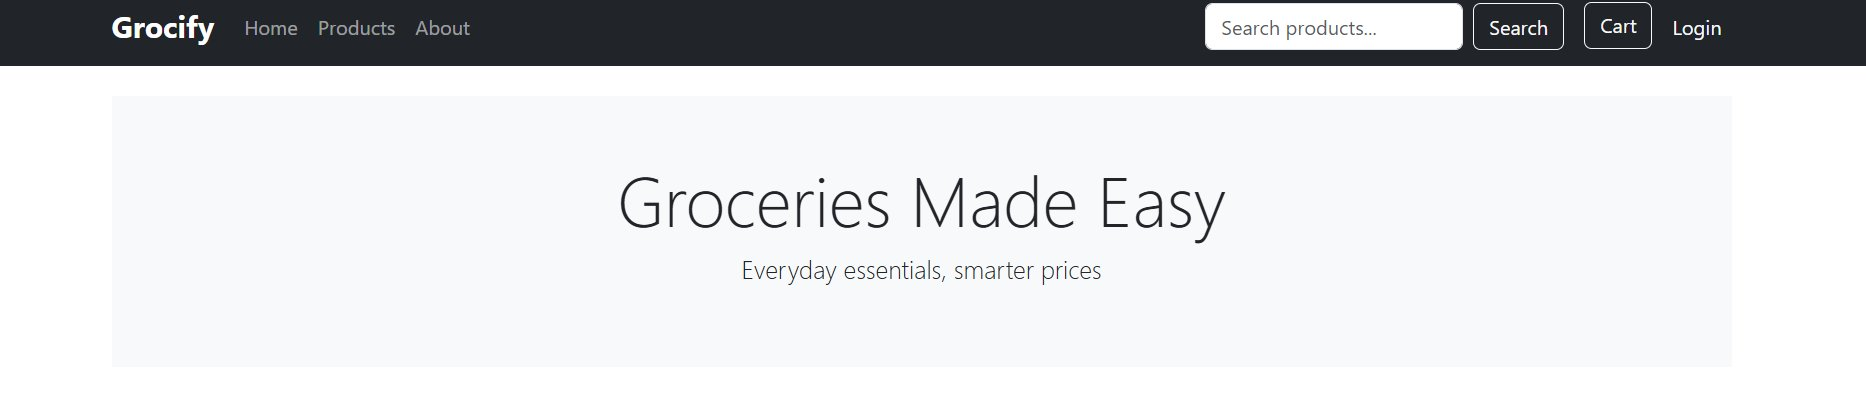 Grocify Home Products About Search products... Search Cart Login
Groceries Made Easy
Everyday essentials, smarter prices